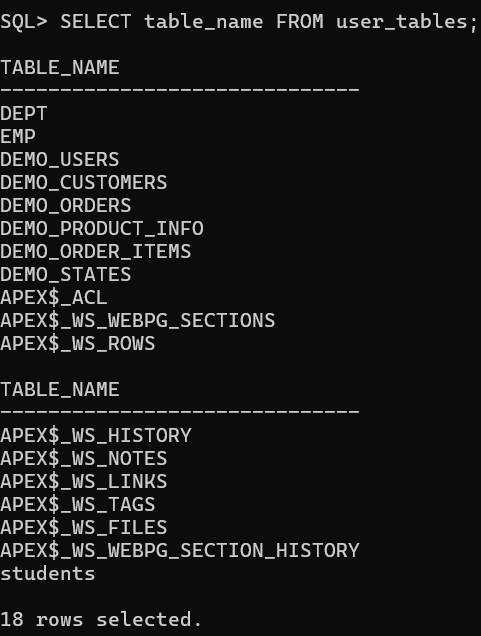 SQL> SELECT table_name FROM user_tables;
TABLE_NAME
------------------------------
DEPT
EMP
DEMO_USERS
DEMO_CUSTOMERS
DEMO_ORDERS
DEMO_PRODUCT_INFO
DEMO_ORDER_ITEMS
DEMO_STATES
APEX$_ACL
APEX$_WS_WEBPG_SECTIONS
APEX$_WS_ROWS
TABLE_NAME
------------------------------
APEX$_WS_HISTORY
APEX$_WS_NOTES
APEX$_WS_LINKS
APEX$_WS_TAGS
APEX$_WS_FILES
APEX$_WS_WEBPG_SECTION_HISTORY
students
18 rows selected.